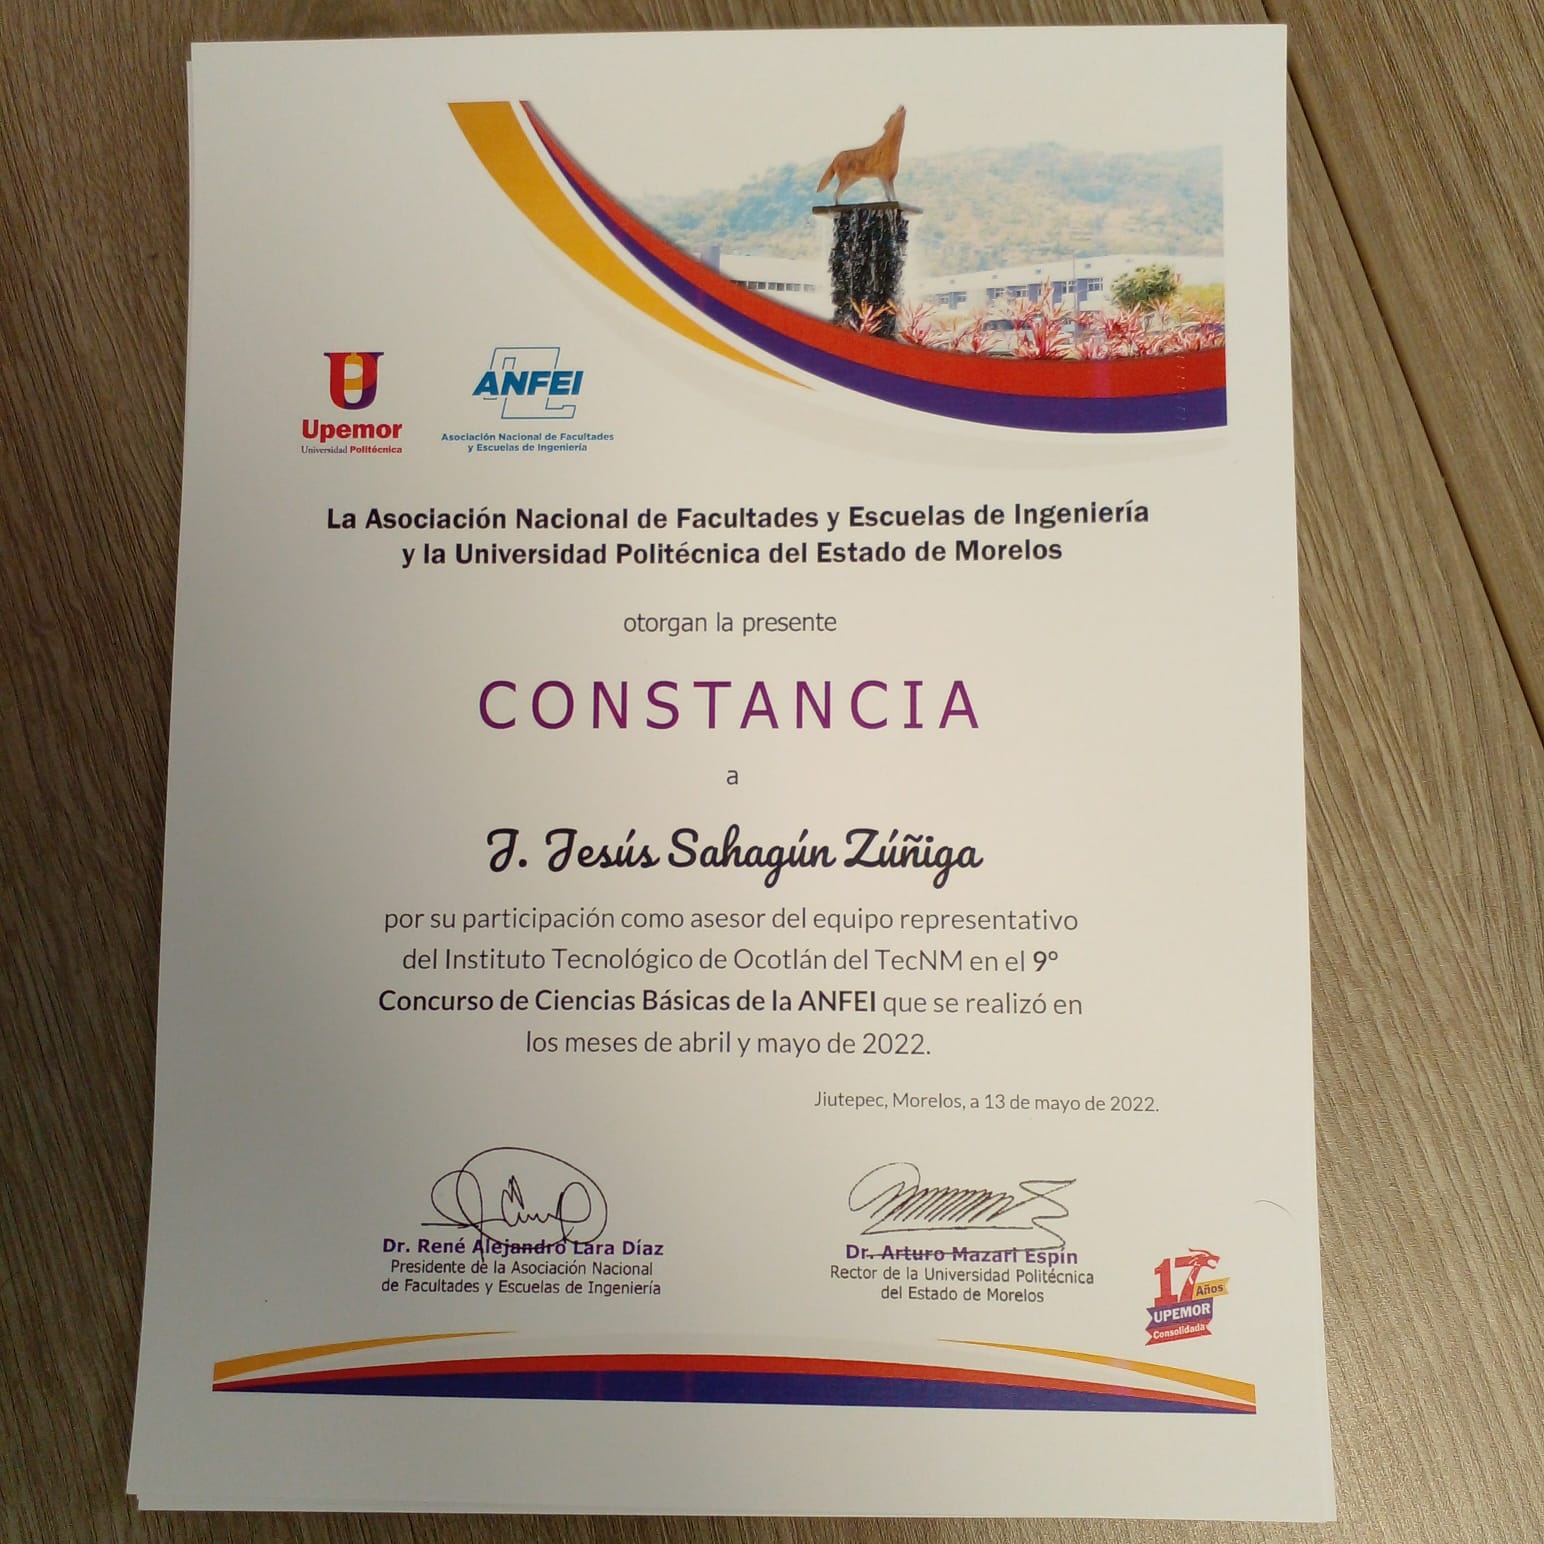 Upemor
Universidad Politécnica
ANFEI
Asociación Nacional de Facultades
y Escuelas de Ingeniería
La Asociación Nacional de Facultades y Escuelas de Ingeniería
y la Universidad Politécnica del Estado de Morelos
otorgan la presente
CONSTANCIA
a
J. Jesús Sahagún Zúñiga
por su participación como asesor del equipo representativo
del Instituto Tecnológico de Ocotlán del TecNM en el 9°
Concurso de Ciencias Básicas de la ANFEI que se realizó en
los meses de abril y mayo de 2022.
Jiutepec, Morelos, a 13 de mayo de 2022.
Dr. René Alejandro Lara Díaz
Presidente de la Asociación Nacional
de Facultades y Escuelas de Ingeniería
Dr. Arturo Mazari Espín
Rector de la Universidad Politécnica
del Estado de Morelos
17 Años
UPEMOR
Consolidada